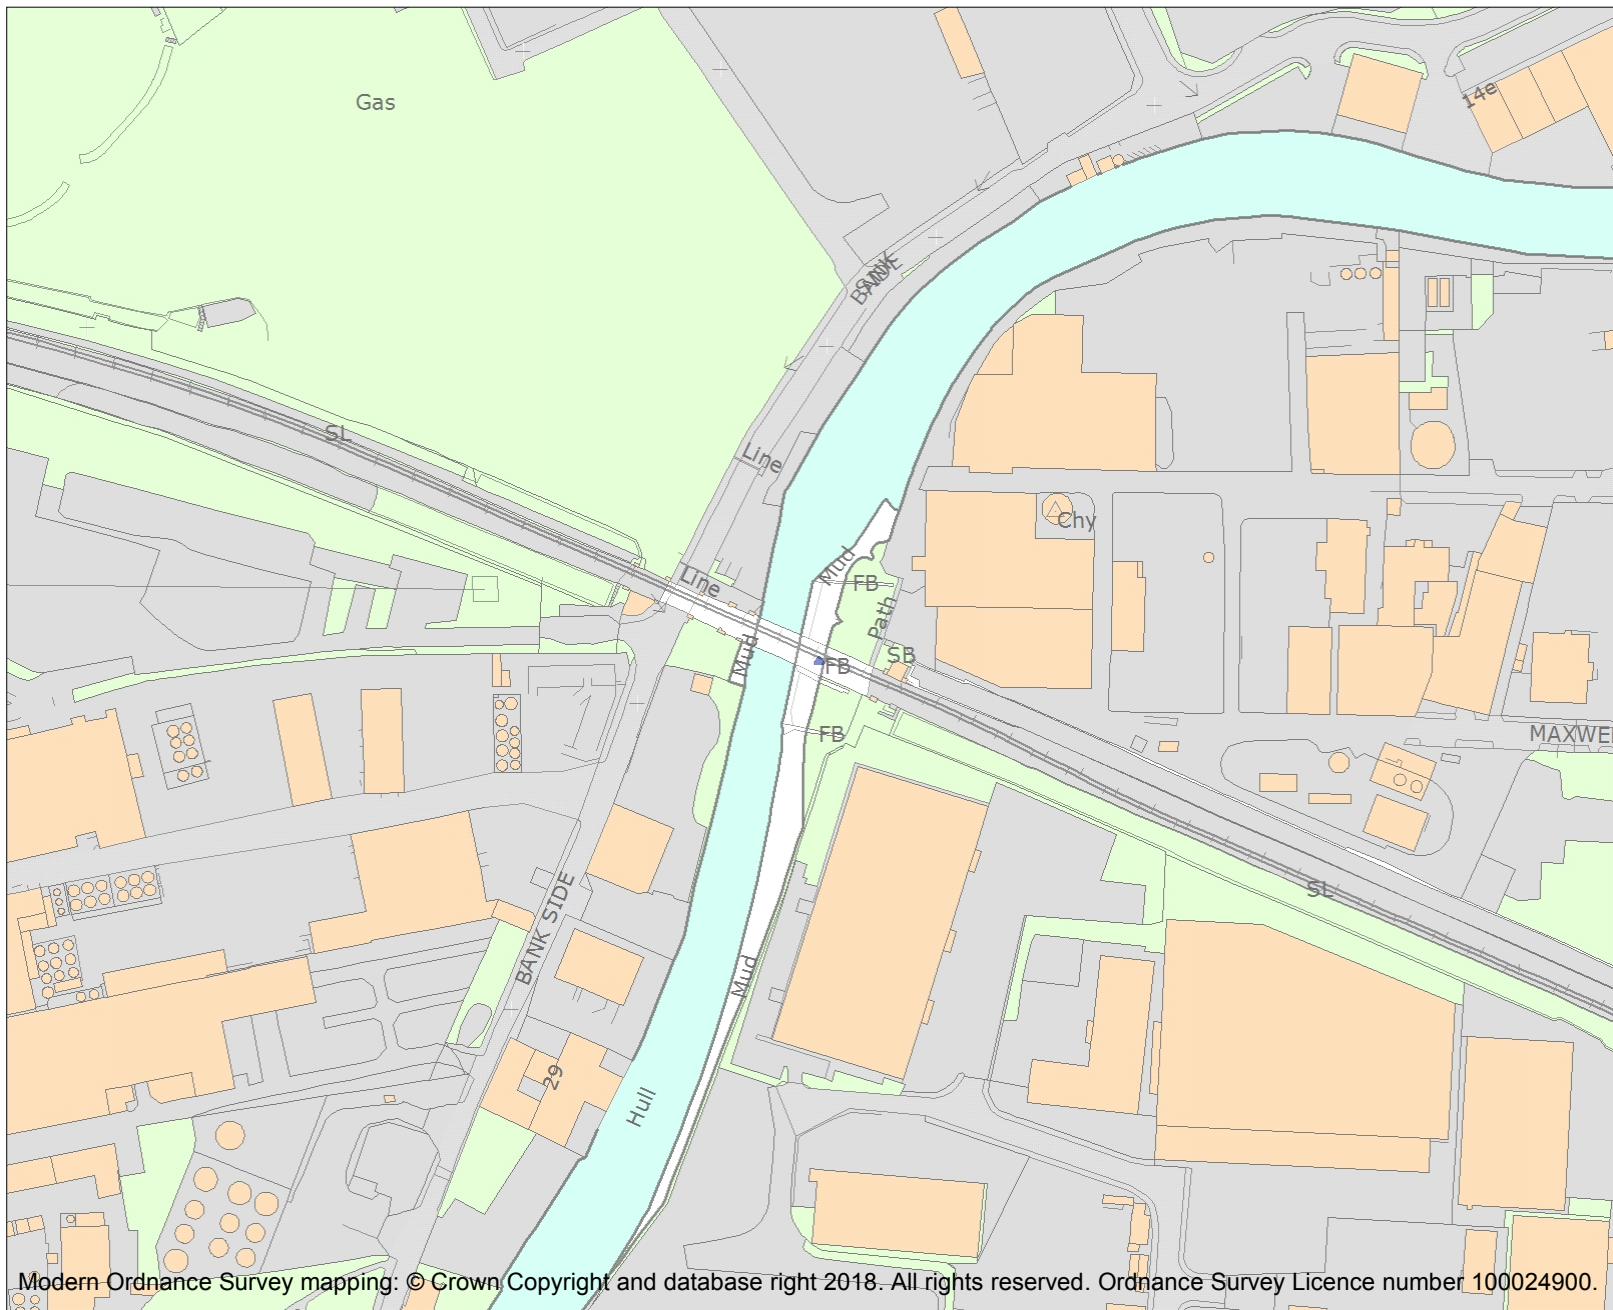 Gas
14e
BANK
SIDE
SL
Line
Chy
Mud
FB
Line
Path
Mud
SB
FB
FB
MAXWE
SL
BANK SIDE
Mud
29
Hull
Modern Ordnance Survey mapping: © Crown Copyright and database right 2018. All rights reserved. Ordnance Survey Licence number 100024900.